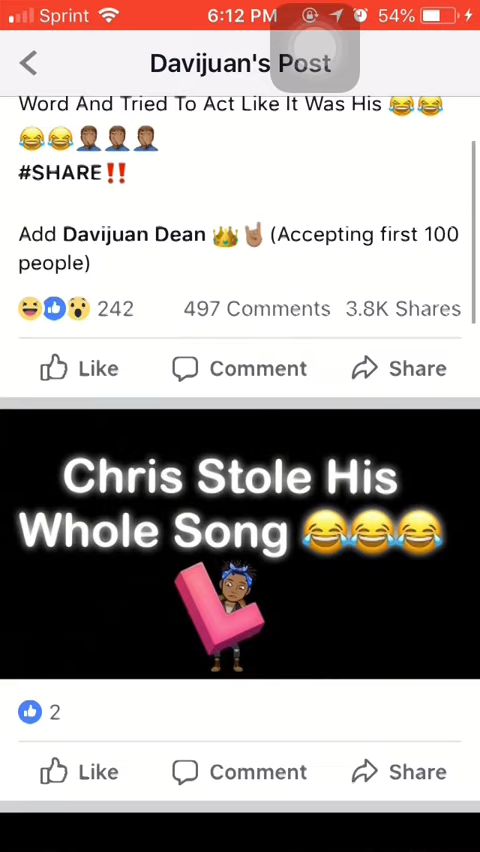 Sprint 6:12 PM 54%
Davijuan's Post
Word And Tried To Act Like It Was His 😂😂
😂😂🤦🏾‍♂️🤦🏾‍♂️🤦🏾‍♂️
#SHARE‼️
Add Davijuan Dean 👑🤘🏽 (Accepting first 100
people)
242 497 Comments 3.8K Shares
Like Comment Share
Chris Stole His
Whole Song 😂😂😂
L
2
Like Comment Share